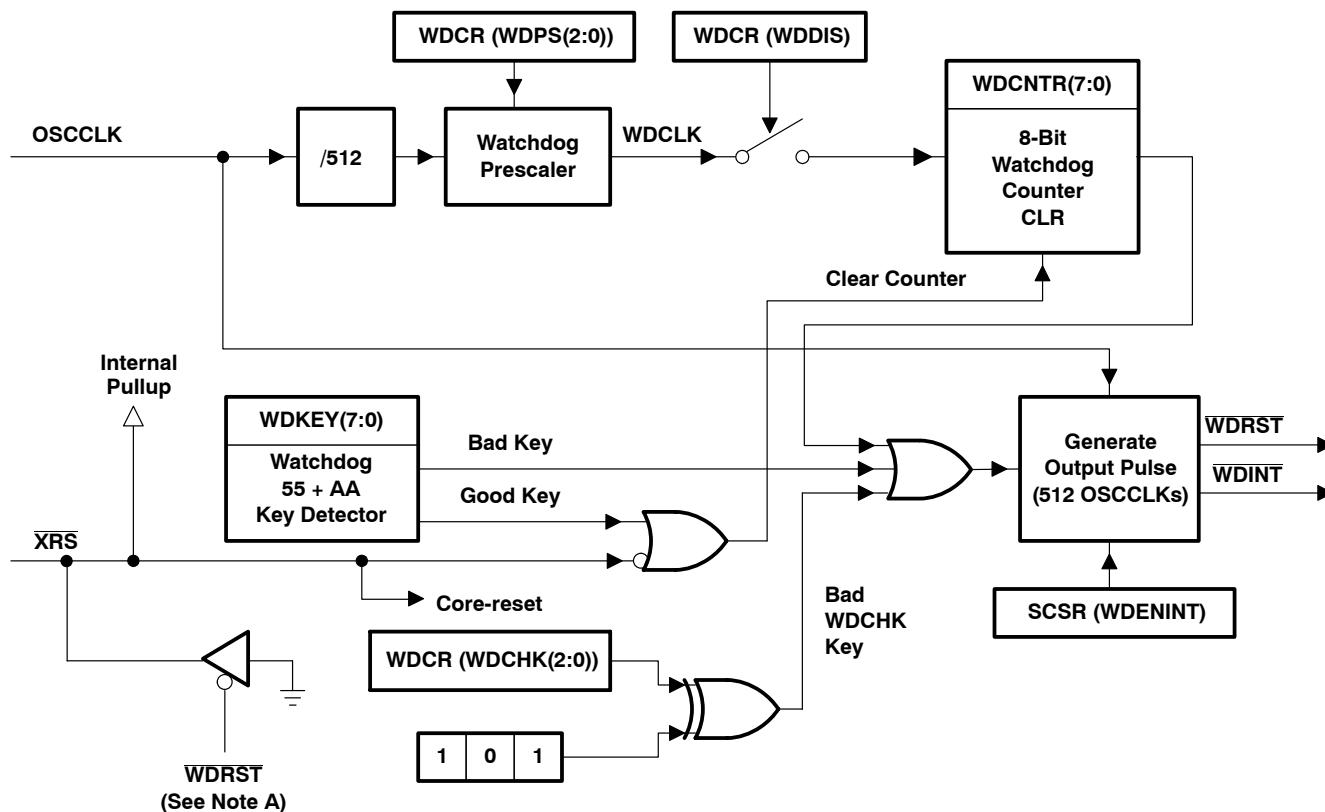 WDCR (WDPS(2:0))
WDCR (WDDIS)
WDCNTR(7:0)
OSCCLK
/512
Watchdog
Prescaler
WDCLK
8-Bit
Watchdog
Counter
CLR
Clear Counter
Internal
Pullup
WDKEY(7:0)
Watchdog
55 + AA
Key Detector
Bad Key
Good Key
Generate
Output Pulse
(512 OSCCLKs)
WDRST
WDINT
XRS
Core-reset
Bad
WDCHK
Key
SCSR (WDENINT)
WDCR (WDCHK(2:0))
1 0 1
WDRST
(See Note A)